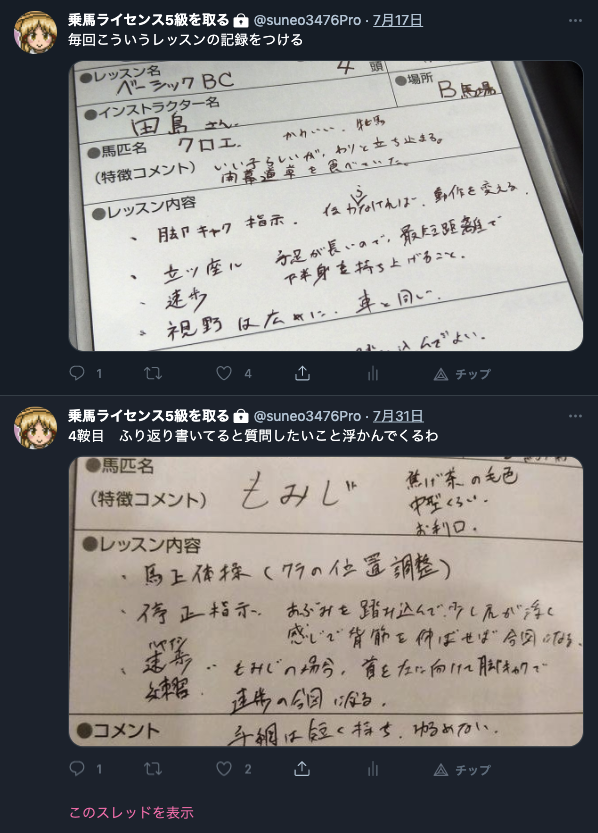 乗馬ライセンス5級を取る @suneo3476Pro · 7月17日
毎回こういうレッスンの記録をつける
●レッスン名
ベーシックBC
4 頭
●場所
B馬場
●インストラクター名
田島 さん
●馬匹名 クロエ
かわいい 牝馬
(特徴コメント) いい子らしいが、わりと立ち止まる。
開幕道草を食べていた。
●レッスン内容
、脚キャク指示。 なければ、動作を変える。
、立ツ座ル 手足が長いので、最短距離で
下半身を持ち上げること。
・速歩
・視野は広めに。車と同じ。
込んでよい。
1 4 チップ
乗馬ライセンス5級を取る @suneo3476Pro · 7月31日
4鞍目 ふり返り書いてると質問したいこと浮かんでくるわ
●馬匹名
(特徴コメント) もみじ
焦げ茶の毛色
中型くらい。
お利口。
●レッスン内容
、馬上体操(クラの位置調整)
・停止指示… あぶみを踏み込んで、少し尻が浮く
感じで背筋を伸ばせば合図になる。
・速歩 … もみじの場合、首を左に向けて脚キャクで
練習. 速歩の合図になる。
●コメント 手綱は短く持ち、ゆるめない。
1 2 チップ
このスレッドを表示